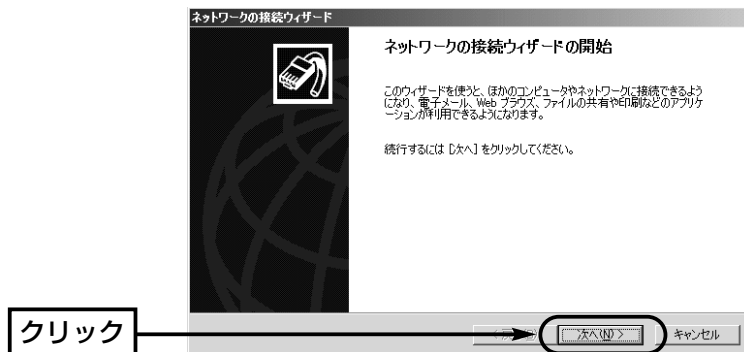 ネットワークの接続ウィザード
ネットワークの接続ウィザードの開始
このウィザードを使うと、ほかのコンピュータやネットワークに接続できるよう
になり、電子メール、Web ブラウズ、ファイルの共有や印刷などのアプリケ
ーションが利用できるようになります。
続行するには [次へ] をクリックしてください。
クリック
次へ(N) >
キャンセル